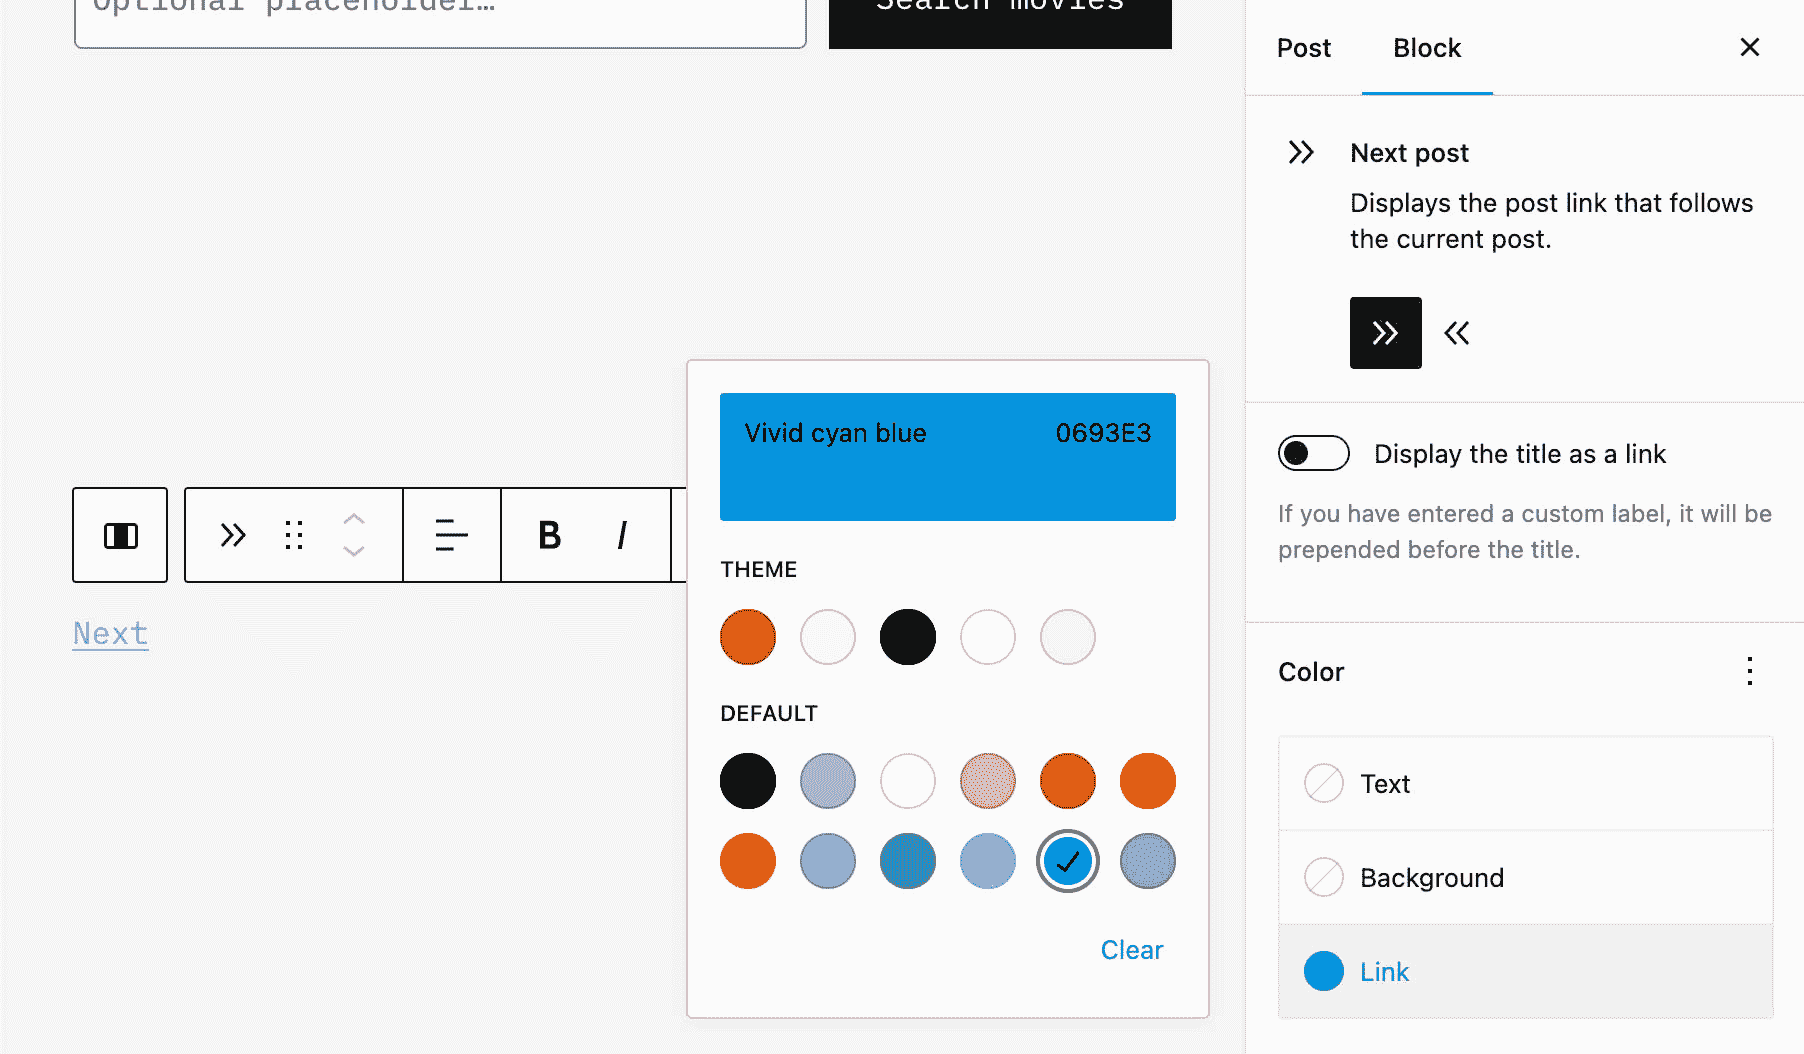 Optional placeholder…
Search movies
Post
Block
Next post
Displays the post link that follows
the current post.
Display the title as a link
If you have entered a custom label, it will be
prepended before the title.
Color
Text
Background
Link
Vivid cyan blue
0693E3
THEME
DEFAULT
Clear
B
I
Next